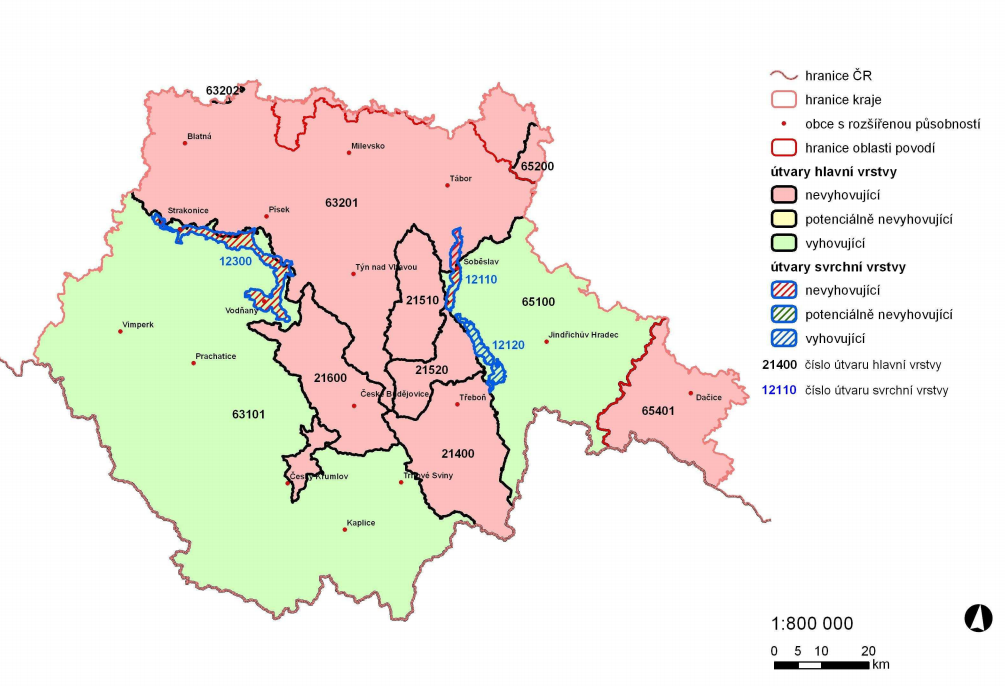 63202
Blatná
Milevsko
65200
Tábor
63201
Strakonice
Písek
12300
Týn nad Vltavou
Soběslav
12110
21510
65100
Vodňany
Vimperk
Jindřichův Hradec
12120
Prachatice
21520
21600
České Budějovice
Třeboň
Dačice
65401
63101
21400
Český Krumlov
Trhové Sviny
Kaplice
hranice ČR
hranice kraje
obce s rozšířenou působností
hranice oblasti povodí
útvary hlavní vrstvy
nevyhovující
potenciálně nevyhovující
vyhovující
útvary svrchní vrstvy
nevyhovující
potenciálně nevyhovující
vyhovující
21400 číslo útvaru hlavní vrstvy
12110 číslo útvaru svrchní vrstvy
1:800 000
0 5 10 20
km